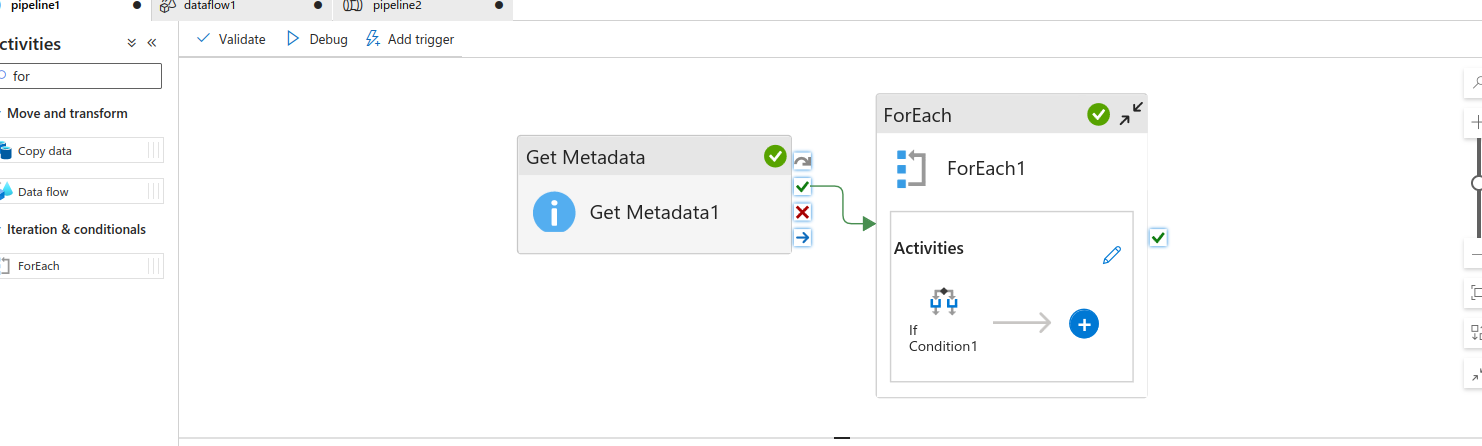 pipeline1
dataflow1
pipeline2
ctivities
for
Validate
Debug
Add trigger
Move and transform
Copy data
Data flow
Iteration & conditionals
ForEach
Get Metadata
Get Metadata1
ForEach
ForEach1
Activities
If
Condition1